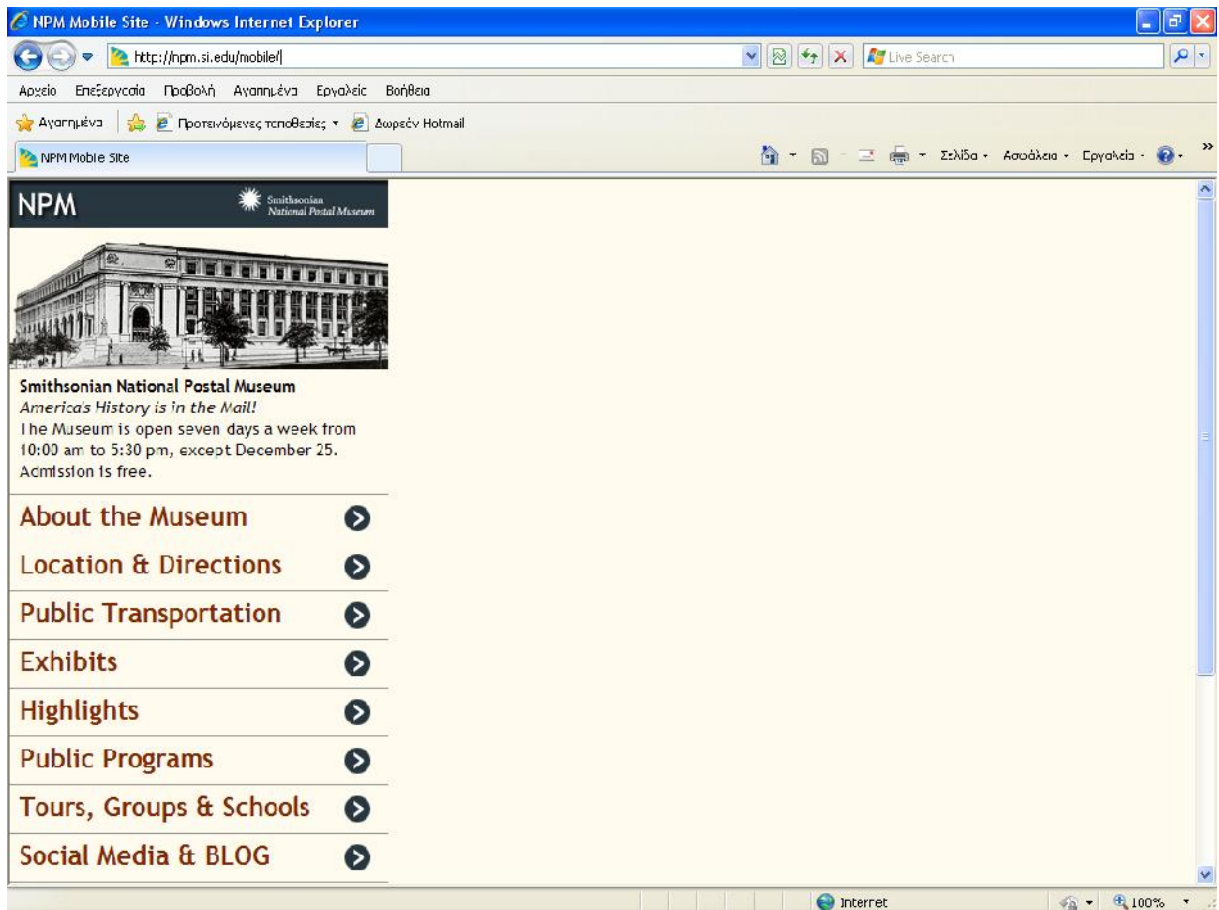 NPM Mobile Site - Windows Internet Explorer
http://npm.si.edu/mobile/
Live Search
Αρχείο Επεξεργασία Προβολή Αγαπημένα Εργαλεία Βοήθεια
Αγαπημένα Προτεινόμενες τοποθεσίες Δωρεάν Hotmail
NPM Mobile Site Σελίδα Ασφάλεια Εργαλεία »
NPM Smithsonian
National Postal Museum
Smithsonian National Postal Museum
America's History is in the Mail!
The Museum is open seven days a week from
10:00 am to 5:30 pm, except December 25.
Admission is free.
About the Museum
Location & Directions
Public Transportation
Exhibits
Highlights
Public Programs
Tours, Groups & Schools
Social Media & BLOG
Internet 100%